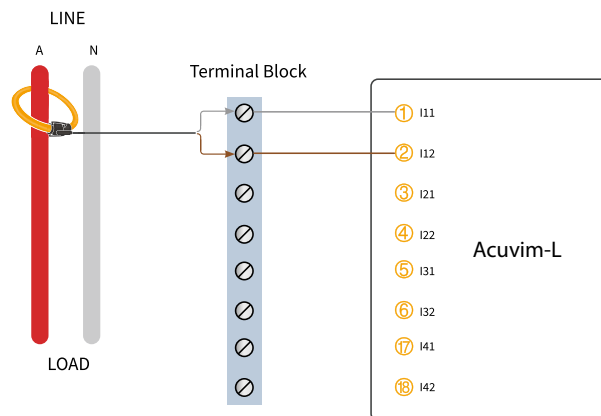 LINE
A
N
Terminal Block
1 I11
2 I12
3 I21
4 I22
5 I31
6 I32
17 I41
18 I42
Acuvim-L
LOAD